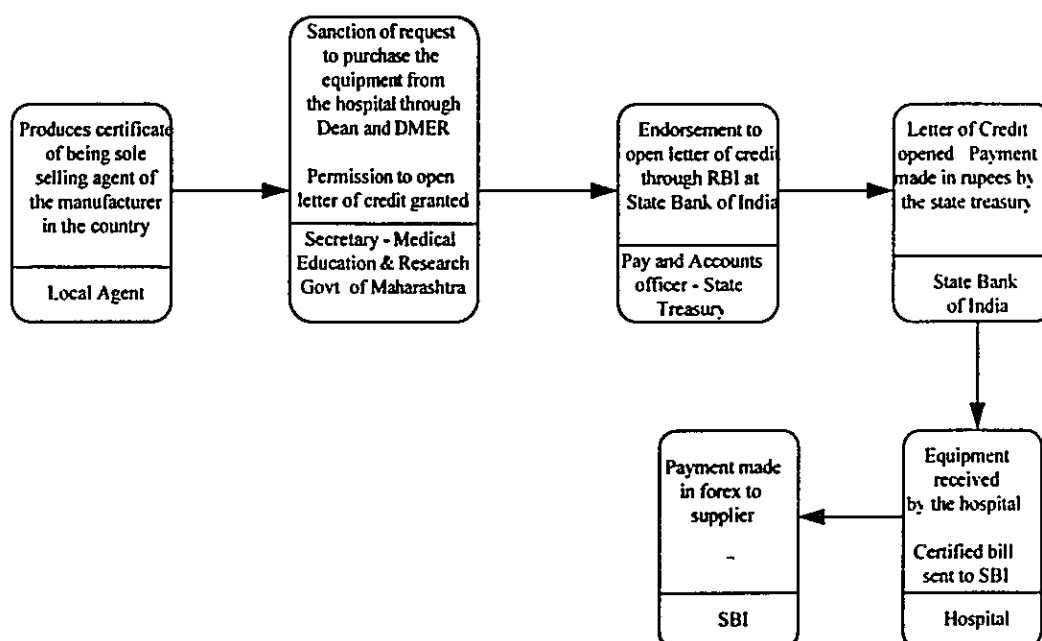 Produces certificate
of being sole
selling agent of
the manufacturer
in the country
Local Agent
Sanction of request
to purchase the
equipment from
the hospital through
Dean and DMER
Permission to open
letter of credit granted
Secretary - Medical
Education & Research
Govt of Maharashtra
Endorsement to
open letter of credit
through RBI at
State Bank of India
Pay and Accounts
officer - State
Treasury
Letter of Credit
opened Payment
made in rupees by
the state treasury
State Bank
of India
Equipment
received
by the hospital
Certified bill
sent to SBI
Hospital
Payment made
in forex to
supplier
-
SBI